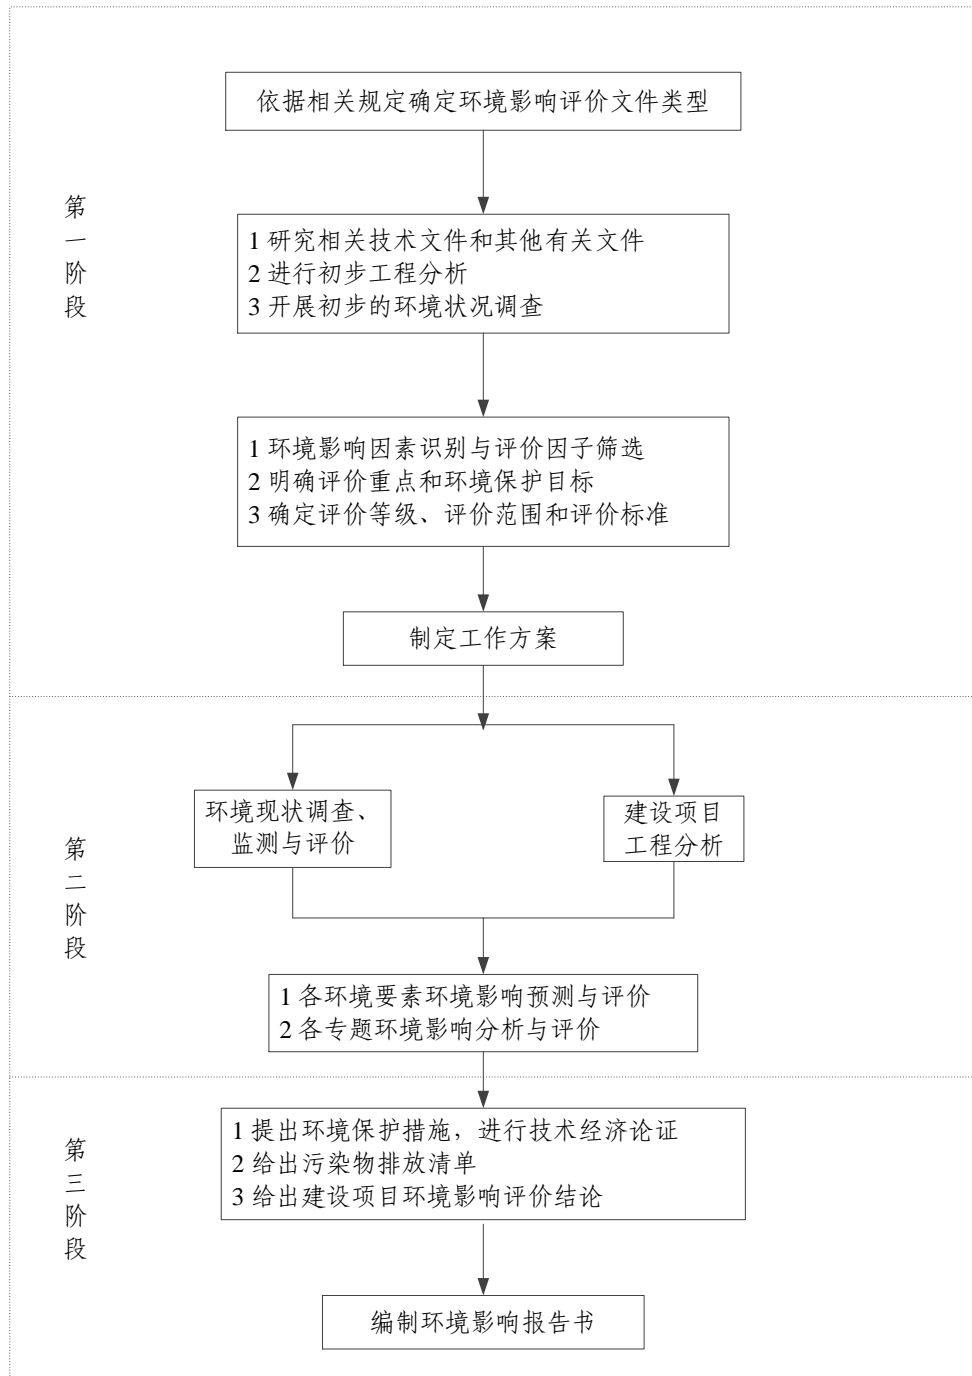 依据相关规定确定环境影响评价文件类型
第一阶段
1 研究相关技术文件和其他有关文件
2 进行初步工程分析
3 开展初步的环境状况调查
1 环境影响因素识别与评价因子筛选
2 明确评价重点和环境保护目标
3 确定评价等级、评价范围和评价标准
制定工作方案
第二阶段
环境现状调查、
监测与评价
建设项目
工程分析
1 各环境要素环境影响预测与评价
2 各专题环境影响分析与评价
第三阶段
1 提出环境保护措施，进行技术经济论证
2 给出污染物排放清单
3 给出建设项目环境影响评价结论
编制环境影响报告书